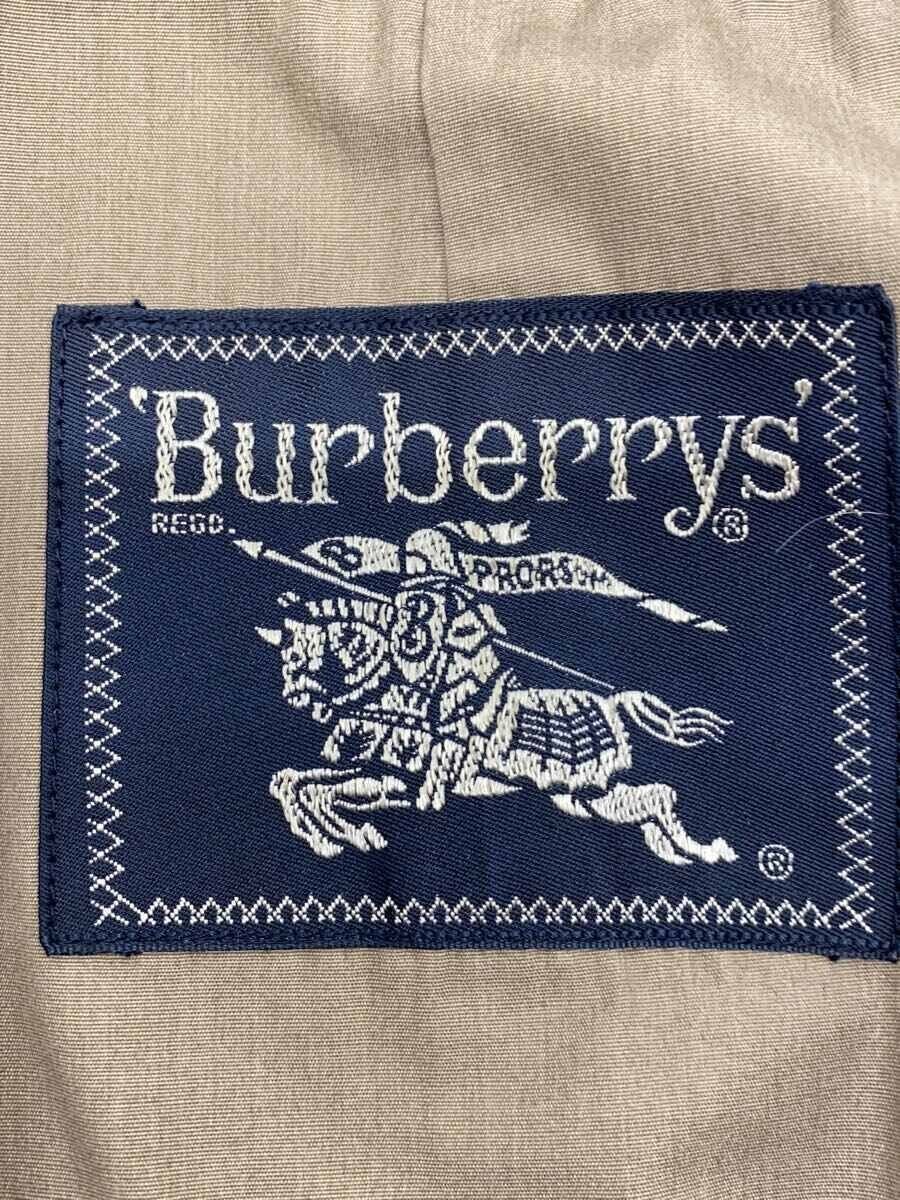 'Burberrys'
REGD. ®
B PRORSUM
B
®